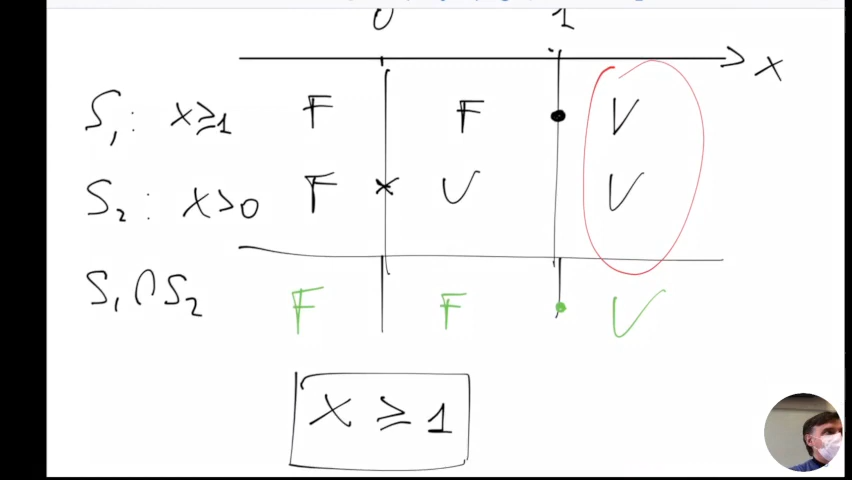 0 1
x
S₁: x≥1 F F V
S₂: x>0 F × V V
S₁∩S₂ F F V
x ≥ 1